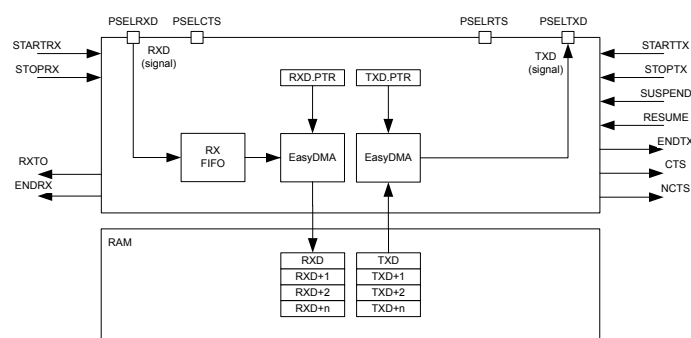 PSELRXD PSELCTS PSELRTS PSELTXD
STARTRX
STOPRX
RXD
(signal)
TXD
(signal)
STARTTX
STOPTX
SUSPEND
RESUME
RXD.PTR TXD.PTR
RX
FIFO
EasyDMA EasyDMA
RXTO
ENDRX
ENDTX
CTS
NCTS
RAM
RXD TXD
RXD+1 TXD+1
RXD+2 TXD+2
RXD+n TXD+n